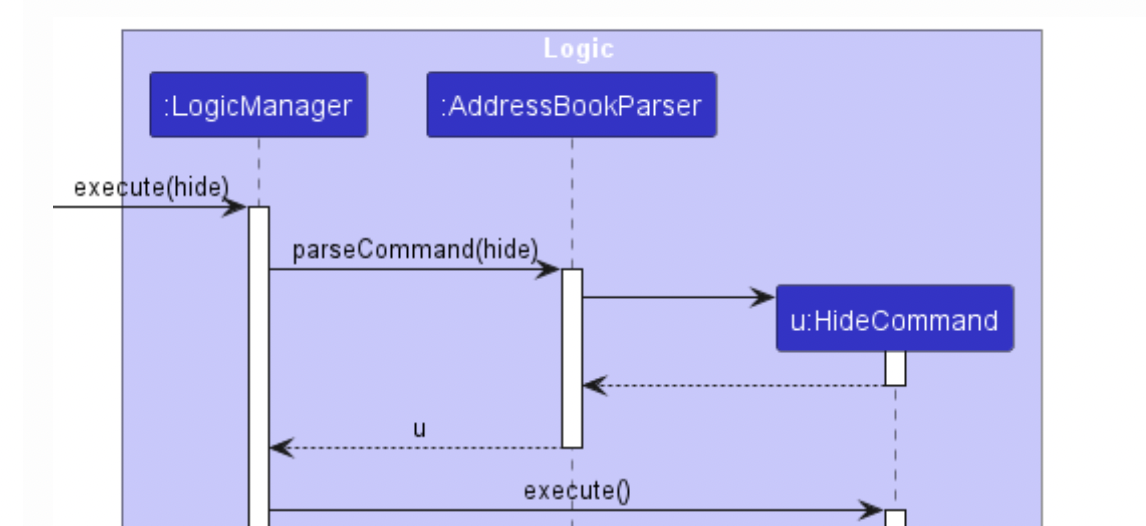 Logic
:LogicManager
:AddressBookParser
execute(hide)
parseCommand(hide)
u:HideCommand
u
execute()